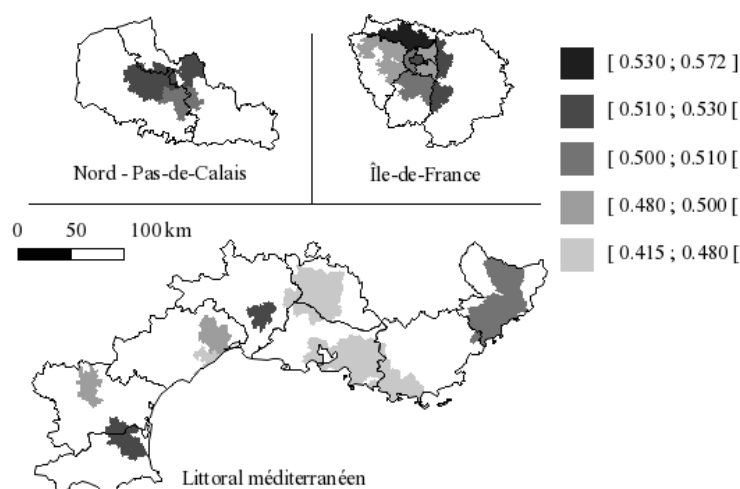 Nord - Pas-de-Calais
Île-de-France
[ 0.530 ; 0.572 ]
[ 0.510 ; 0.530 [
[ 0.500 ; 0.510 [
[ 0.480 ; 0.500 [
[ 0.415 ; 0.480 [
0 50 100 km
Littoral méditerranéen